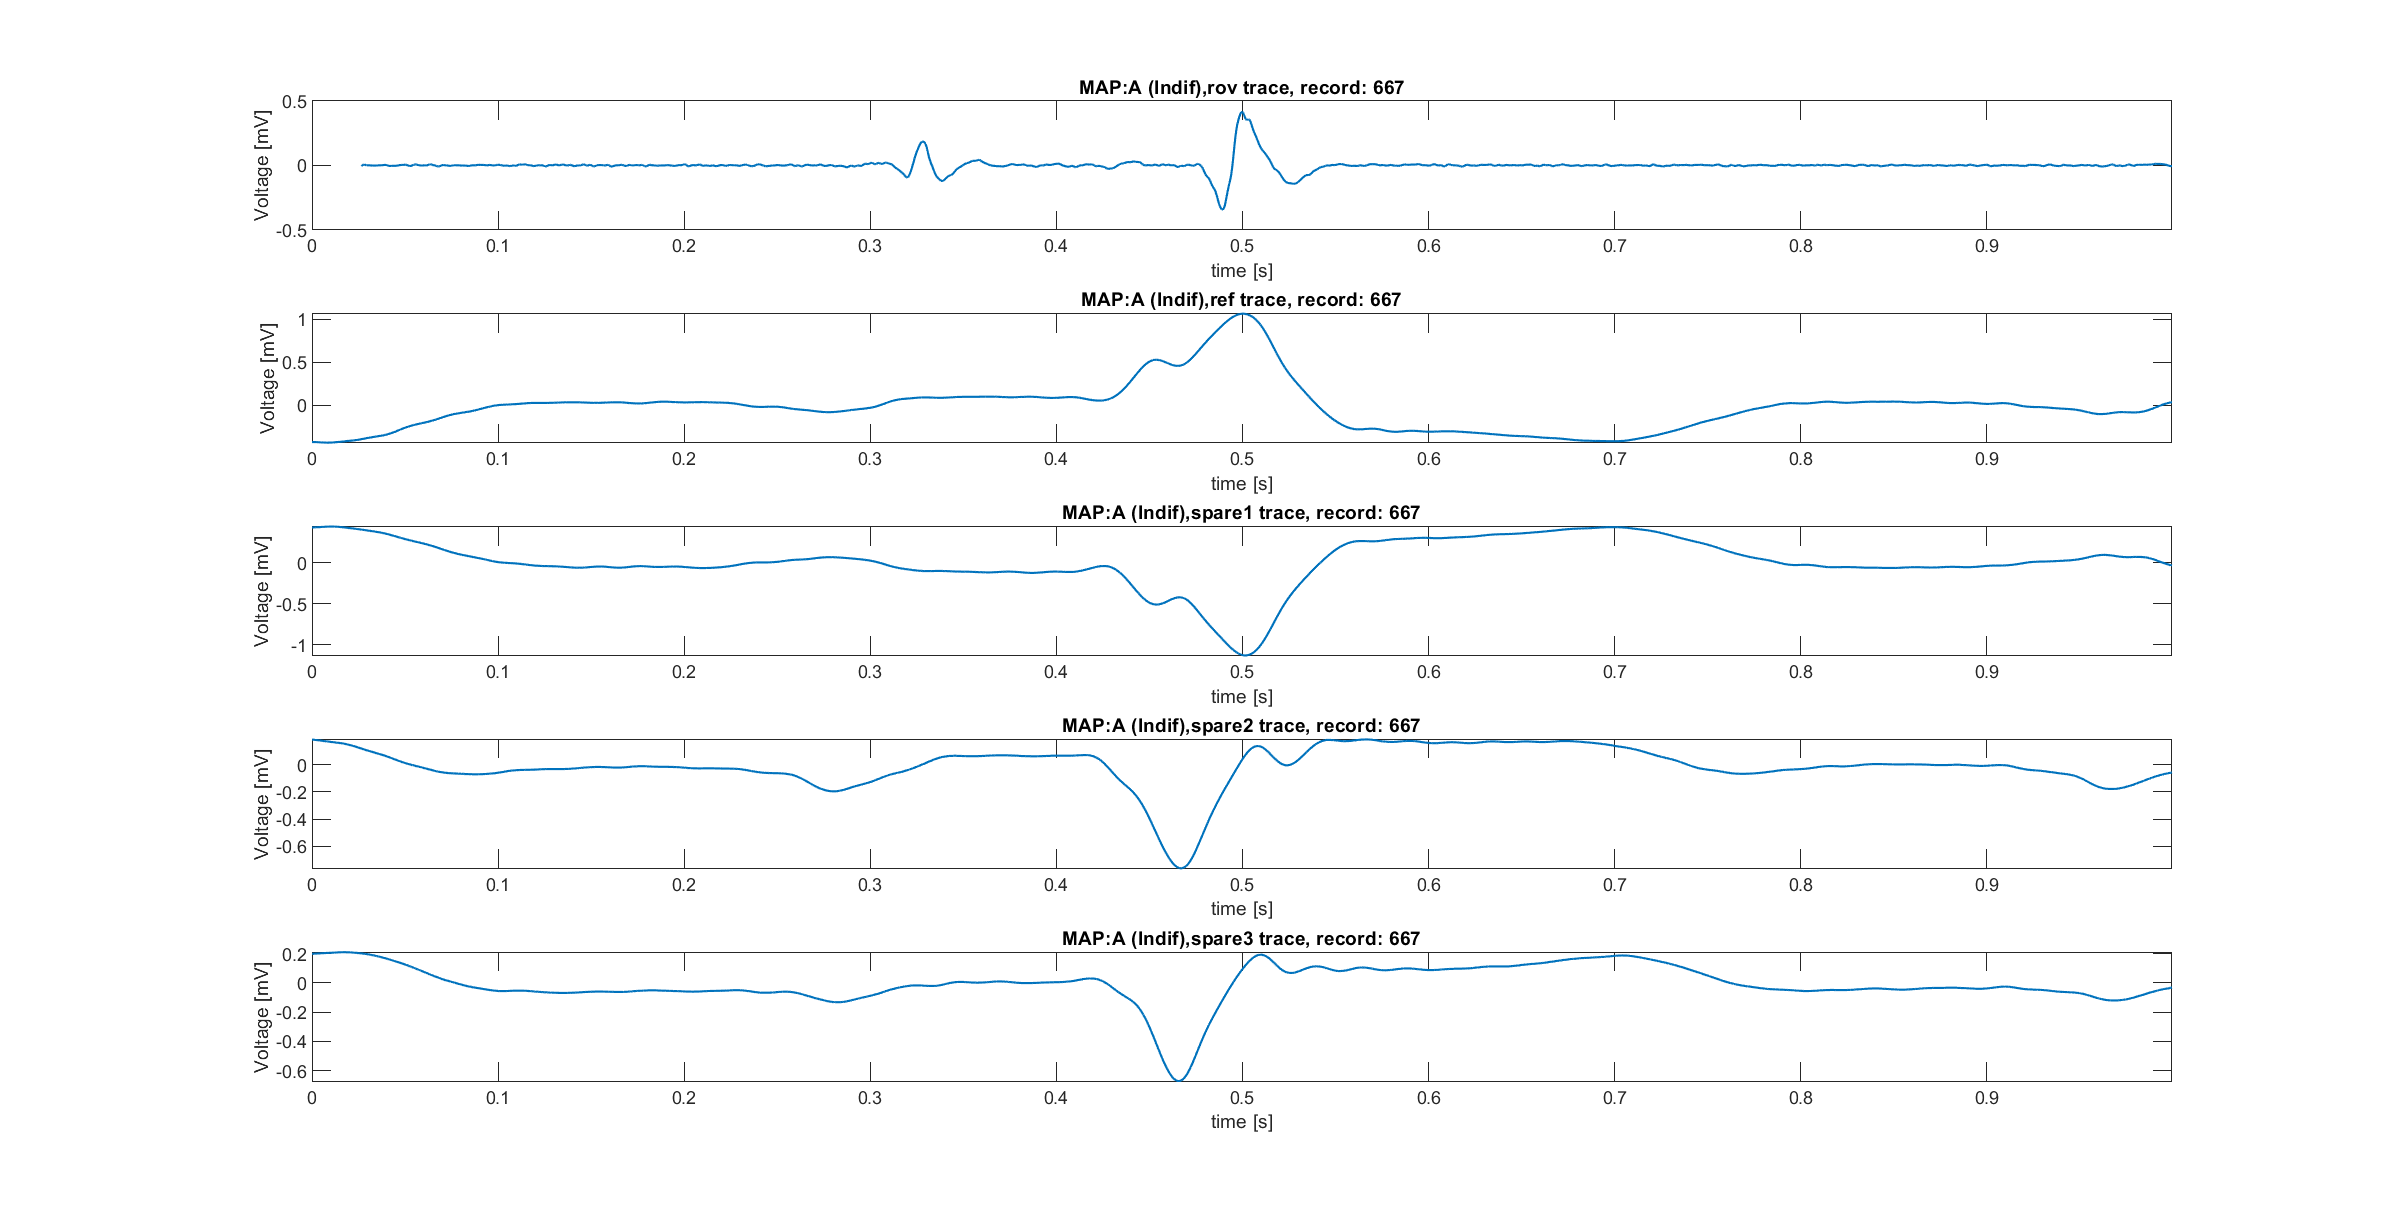 MAP:A (Indif),rov trace, record: 667
Voltage [mV]
0.5
0
-0.5
0 0.1 0.2 0.3 0.4 0.5 0.6 0.7 0.8 0.9
time [s]
MAP:A (Indif),ref trace, record: 667
Voltage [mV]
1
0.5
0
0 0.1 0.2 0.3 0.4 0.5 0.6 0.7 0.8 0.9
time [s]
MAP:A (Indif),spare1 trace, record: 667
Voltage [mV]
0
-0.5
-1
0 0.1 0.2 0.3 0.4 0.5 0.6 0.7 0.8 0.9
time [s]
MAP:A (Indif),spare2 trace, record: 667
Voltage [mV]
0
-0.2
-0.4
-0.6
0 0.1 0.2 0.3 0.4 0.5 0.6 0.7 0.8 0.9
time [s]
MAP:A (Indif),spare3 trace, record: 667
Voltage [mV]
0.2
0
-0.2
-0.4
-0.6
0 0.1 0.2 0.3 0.4 0.5 0.6 0.7 0.8 0.9
time [s]